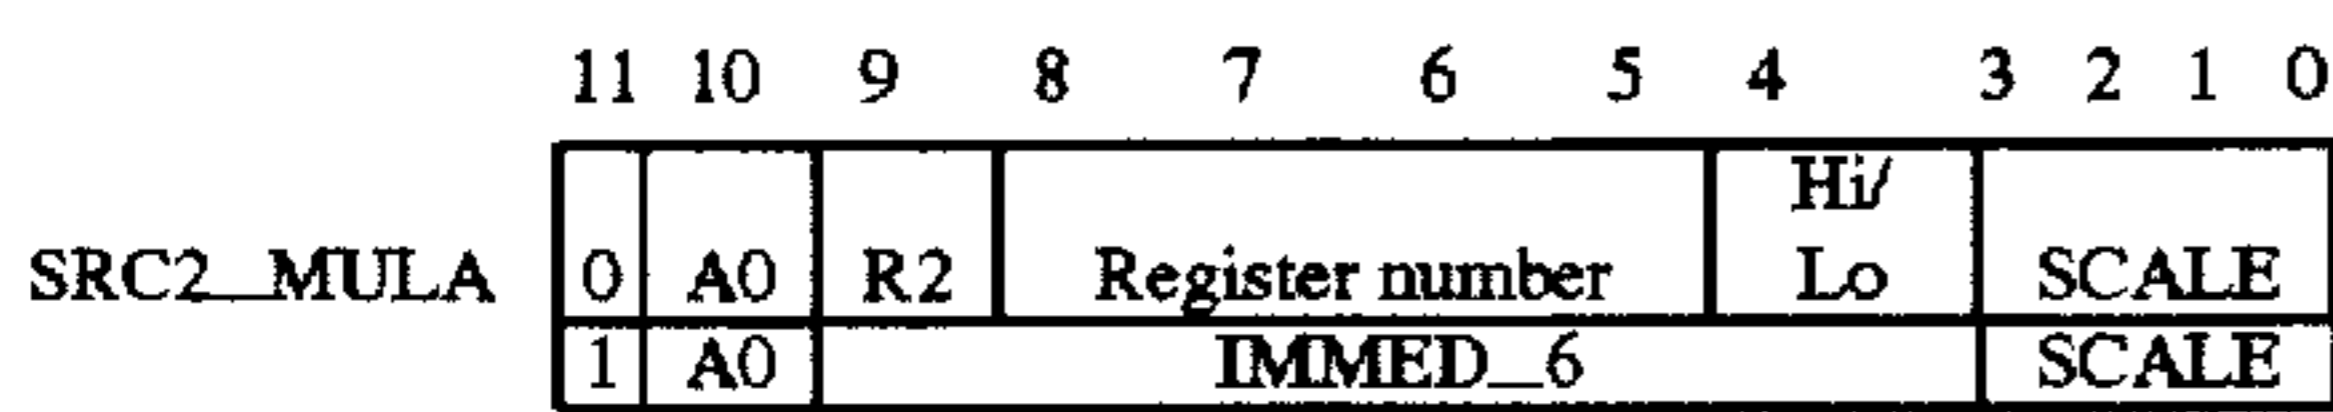 11 10 9 8 7 6 5 4 3 2 1 0
Hi/
SRC2_MULA 0 A0 R2 Register number Lo SCALE
1 A0 IMMED_6 SCALE